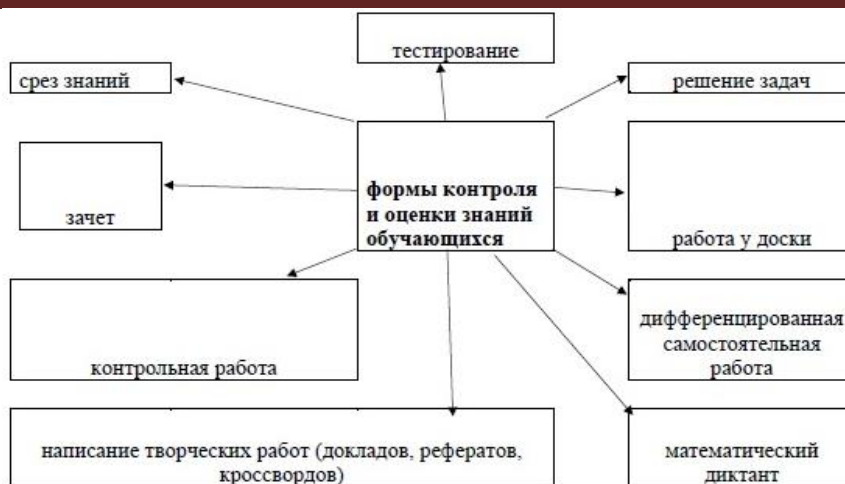 тестирование
срез знаний
решение задач
формы контроля
и оценки знаний
обучающихся
зачет
работа у доски
контрольная работа
дифференцированная
самостоятельная
работа
написание творческих работ (докладов, рефератов,
кроссвордов)
математический
диктант